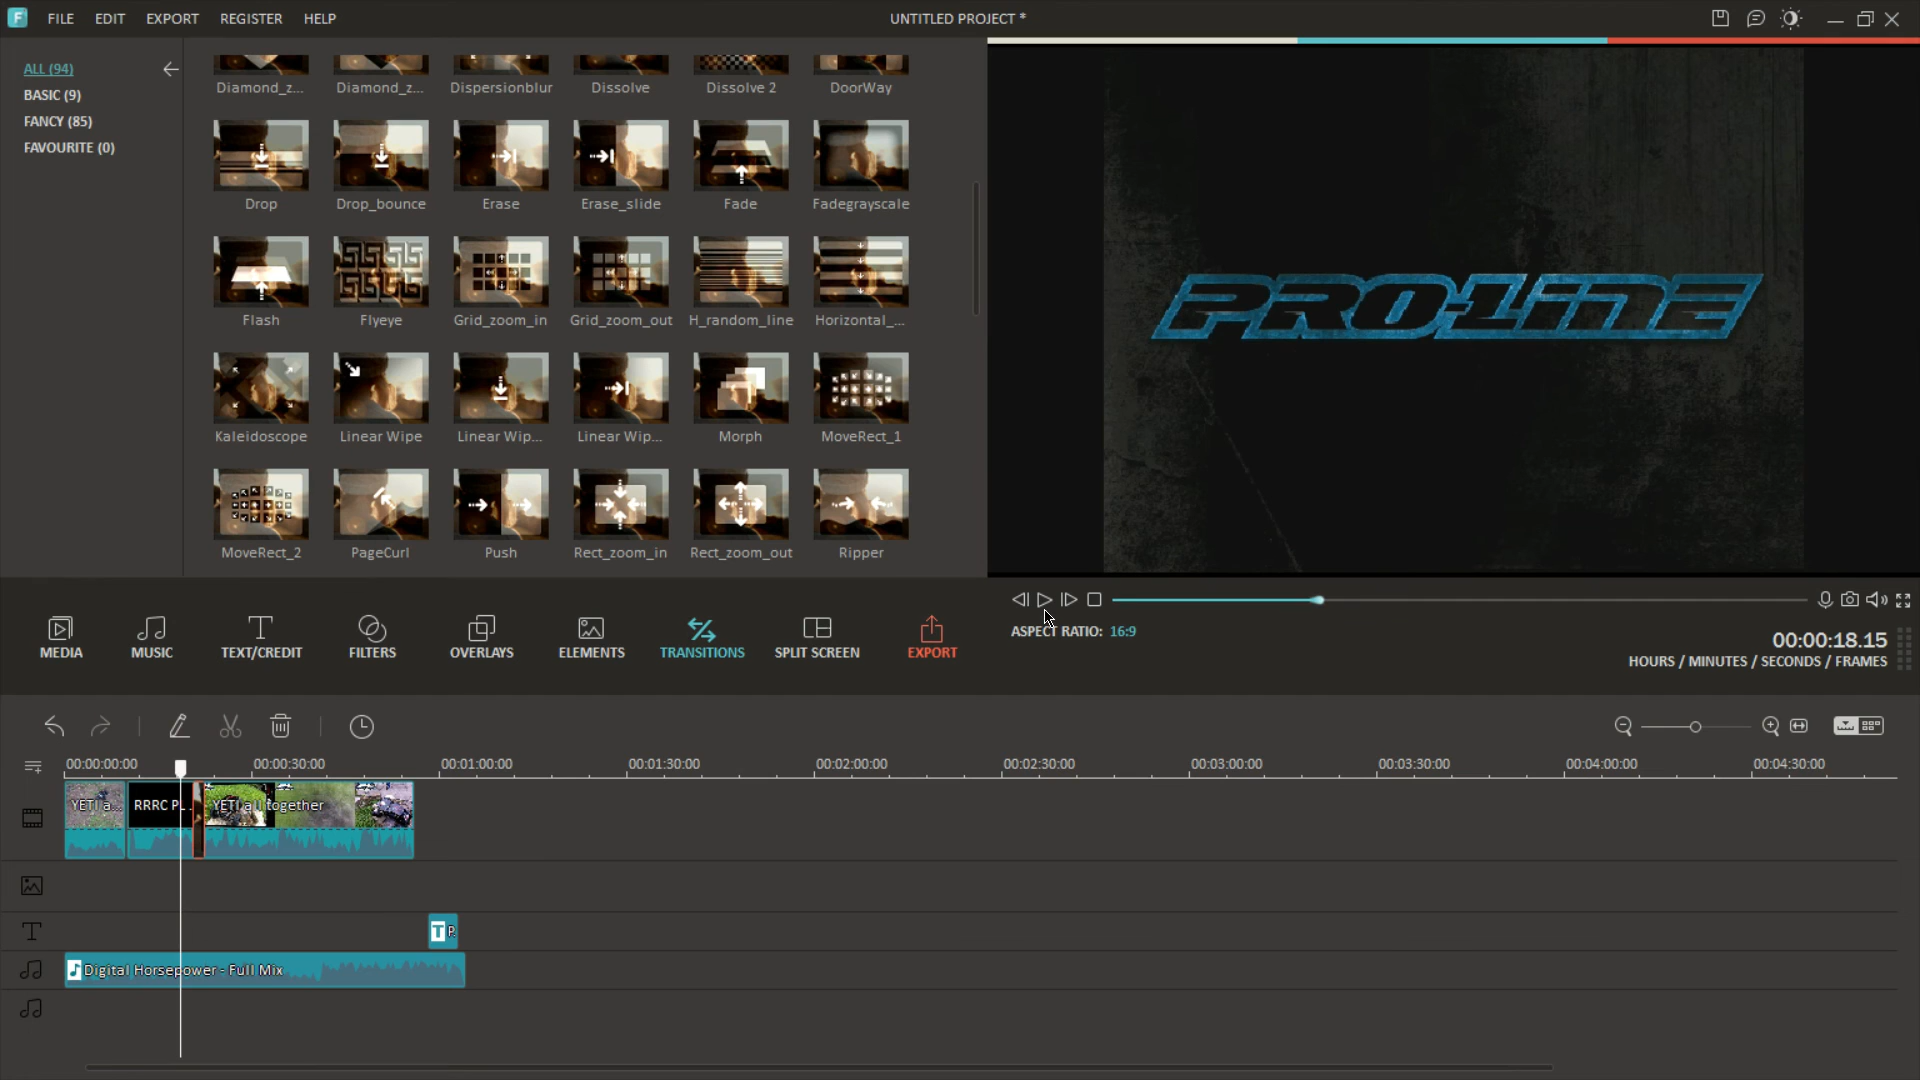 FILE EDIT EXPORT REGISTER HELP
UNTITLED PROJECT *
ALL (94)
BASIC (9)
FANCY (85)
FAVOURITE (0)
Diamond_z... Diamond_z... Dispersionblur Dissolve Dissolve 2 DoorWay
Drop Drop_bounce Erase Erase_slide Fade Fadegrayscale
Flash Flyeye Grid_zoom_in Grid_zoom_out H_random_line Horizontal_...
Kaleidoscope Linear Wipe Linear Wip... Linear Wip... Morph MoveRect_1
MoveRect_2 PageCurl Push Rect_zoom_in Rect_zoom_out Ripper
PRO-LINE
MEDIA MUSIC TEXT/CREDIT FILTERS OVERLAYS ELEMENTS TRANSITIONS SPLIT SCREEN EXPORT
ASPECT RATIO: 16:9
00:00:18.15
HOURS / MINUTES / SECONDS / FRAMES
00:00:00:00 00:00:30:00 00:01:00:00 00:01:30:00 00:02:00:00 00:02:30:00 00:03:00:00 00:03:30:00 00:04:00:00 00:04:30:00
YETI a... RRRC PL... YETI all together
T P.
Digital Horsepower - Full Mix